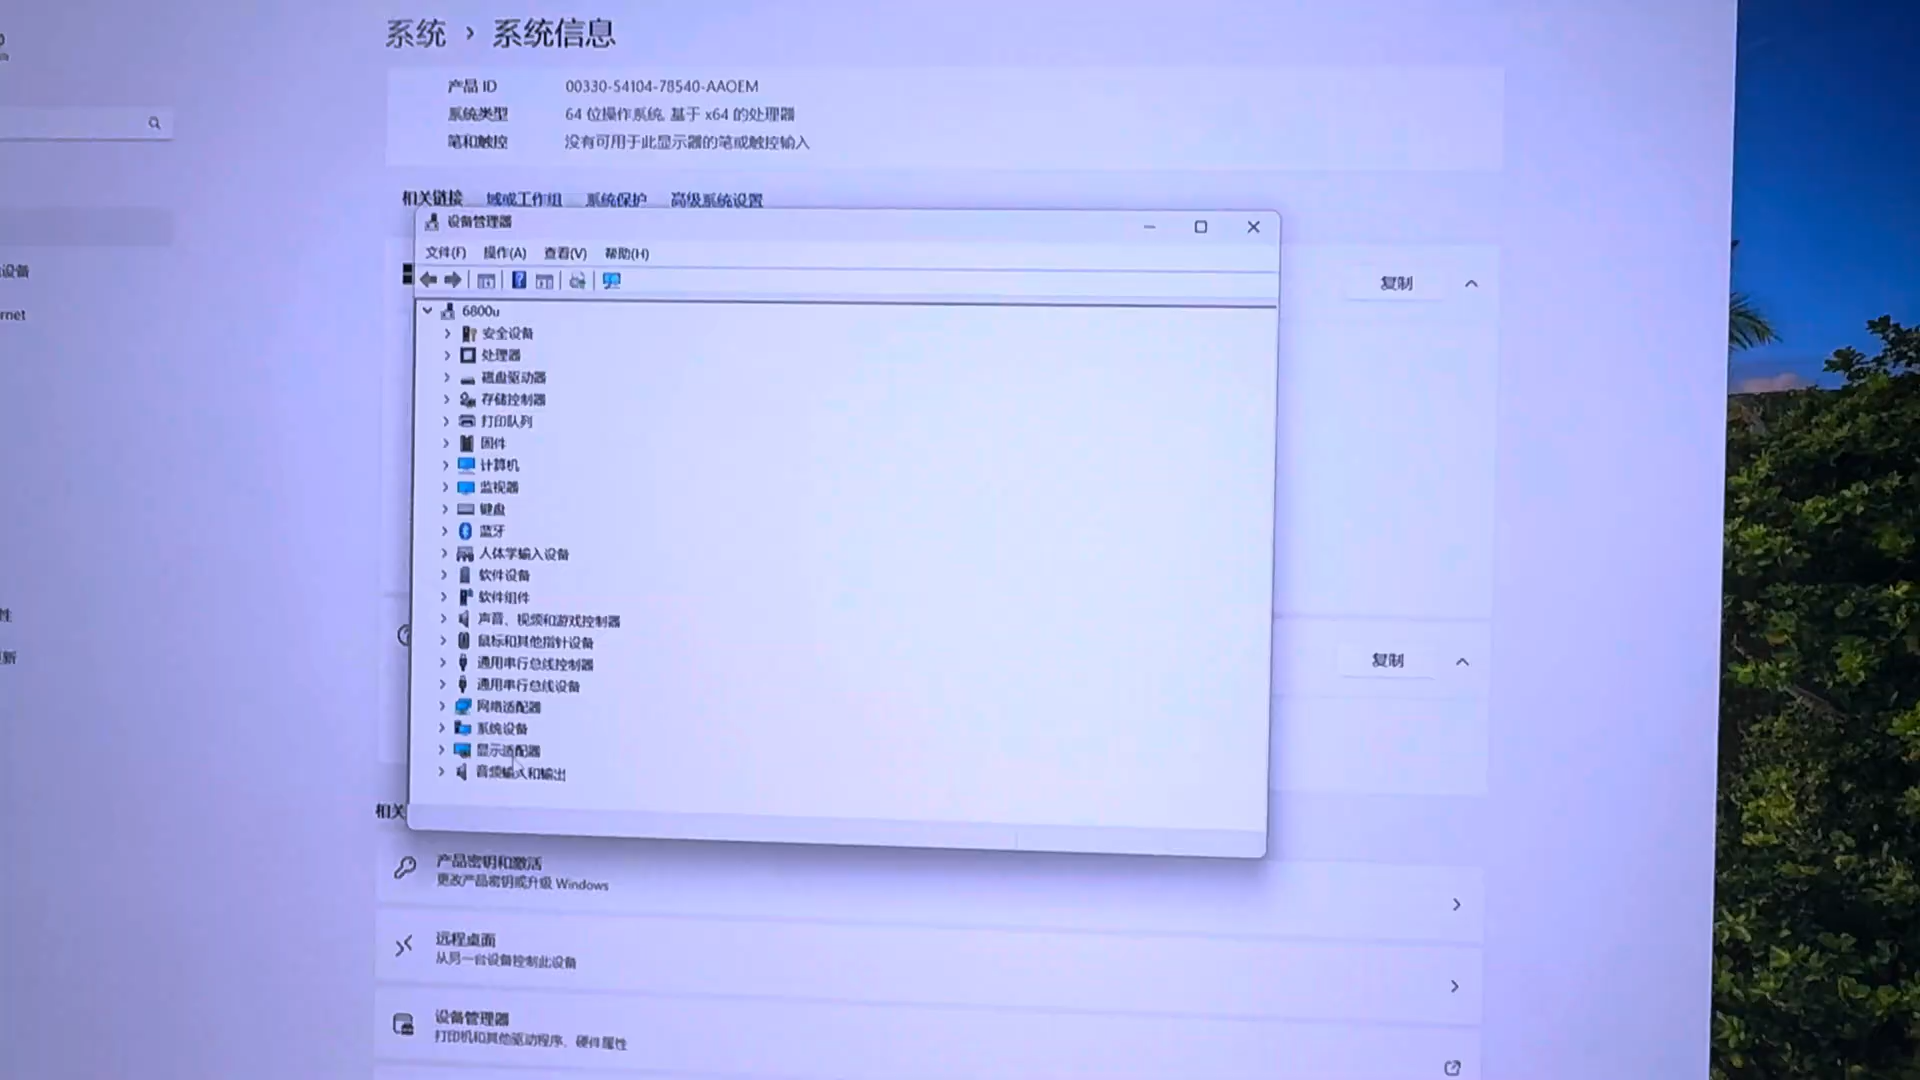 系统 › 系统信息
产品 ID 00330-54104-78540-AAOEM
系统类型 64 位操作系统, 基于 x64 的处理器
笔和触控 没有可用于此显示器的笔或触控输入
相关链接 域或工作组 系统保护 高级系统设置
设备管理器
文件(F) 操作(A) 查看(V) 帮助(H)
设备
复制
rnet
6800u
安全设备
处理器
磁盘驱动器
存储控制器
打印队列
固件
计算机
监视器
键盘
蓝牙
人体学输入设备
软件设备
软件组件
性
声音、视频和游戏控制器
鼠标和其他指针设备
新
复制
通用串行总线控制器
通用串行总线设备
网络适配器
系统设备
显示适配器
音频输入和输出
相关
产品密钥和激活
更改产品密钥或升级 Windows
远程桌面
从另一台设备控制此设备
设备管理器
打印机和其他驱动程序、硬件属性